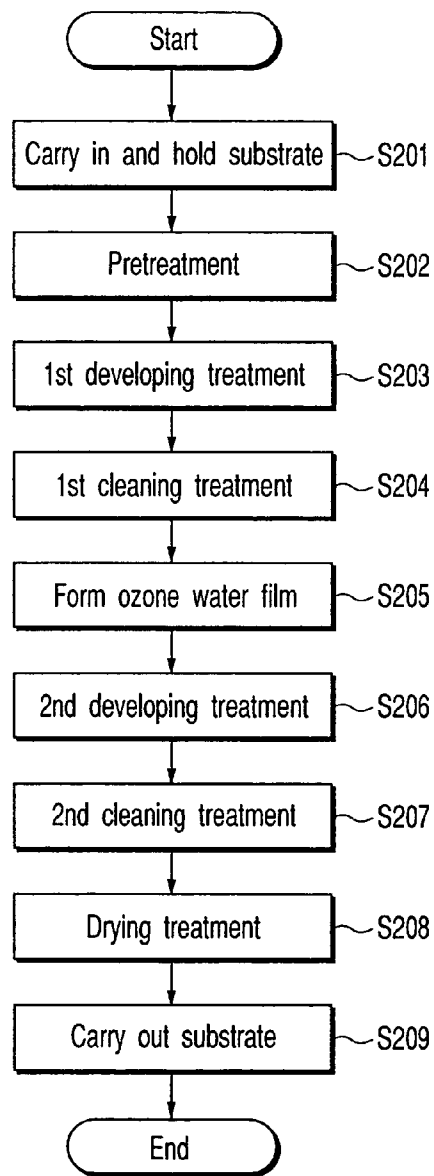 Start
Carry in and hold substrate S201
Pretreatment S202
1st developing treatment S203
1st cleaning treatment S204
Form ozone water film S205
2nd developing treatment S206
2nd cleaning treatment S207
Drying treatment S208
Carry out substrate S209
End